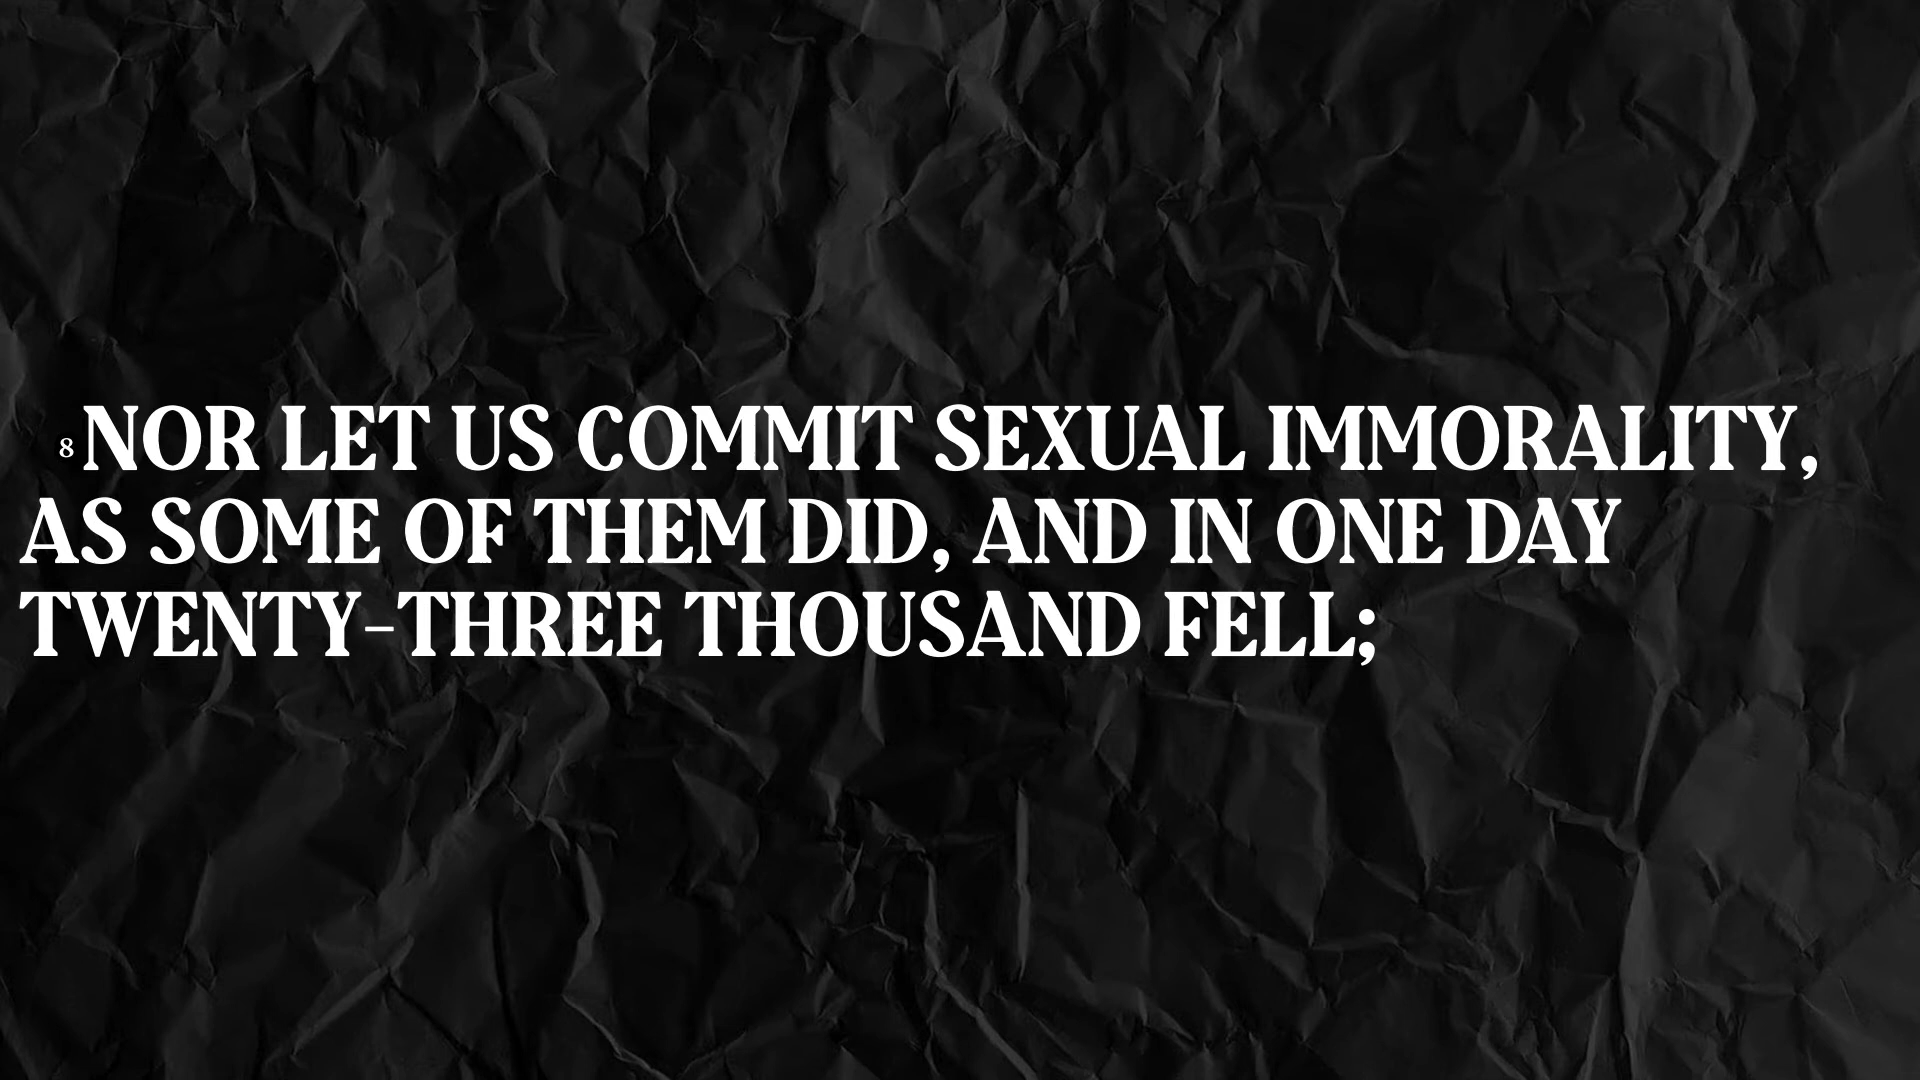 8 NOR LET US COMMIT SEXUAL IMMORALITY,
AS SOME OF THEM DID, AND IN ONE DAY
TWENTY-THREE THOUSAND FELL;